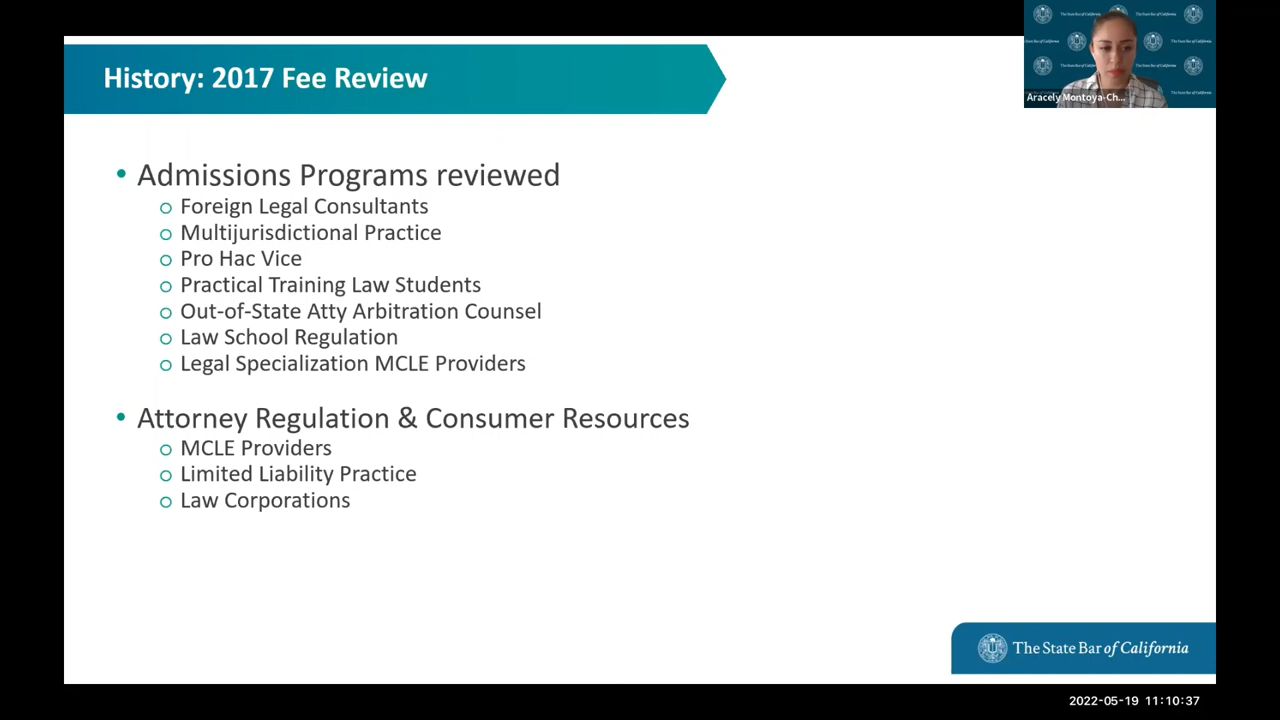 History: 2017 Fee Review
Aracely Montoya-Ch...
• Admissions Programs reviewed
o Foreign Legal Consultants
o Multijurisdictional Practice
o Pro Hac Vice
o Practical Training Law Students
o Out-of-State Atty Arbitration Counsel
o Law School Regulation
o Legal Specialization MCLE Providers
• Attorney Regulation & Consumer Resources
o MCLE Providers
o Limited Liability Practice
o Law Corporations
The State Bar of California
2022-05-19 11:10:37